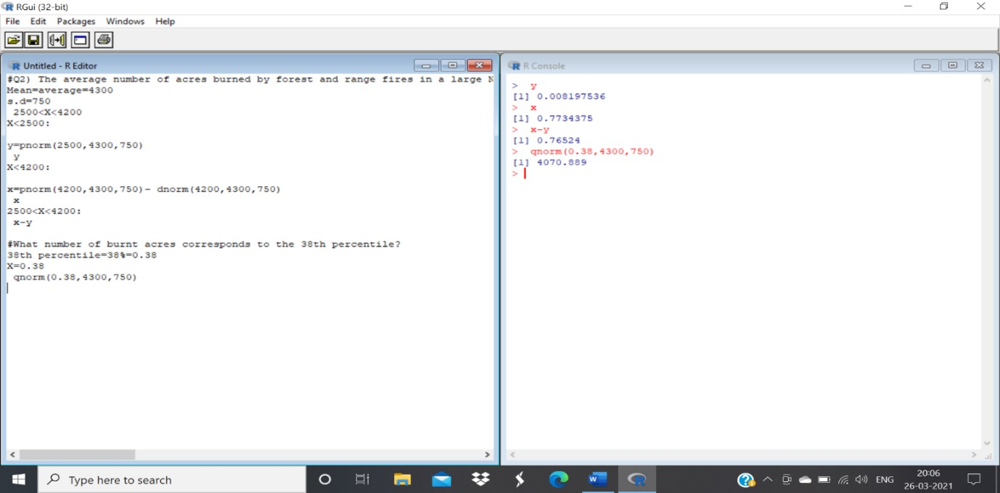 RGui (32-bit)
File Edit Packages Windows Help
Untitled - R Editor
#Q2) The average number of acres burned by forest and range fires in a large N
Mean=average=4300
s.d=750
2500<X<4200
X<2500:
y=pnorm(2500,4300,750)
y
X<4200:
x=pnorm(4200,4300,750)- dnorm(4200,4300,750)
x
2500<X<4200:
x-y
#What number of burnt acres corresponds to the 38th percentile?
38th percentile=38%=0.38
X=0.38
qnorm(0.38,4300,750)
R Console
> y
[1] 0.008197536
> x
[1] 0.7734375
> x-y
[1] 0.76524
> qnorm(0.38,4300,750)
[1] 4070.889
>
Type here to search
ENG
20:06
26-03-2021